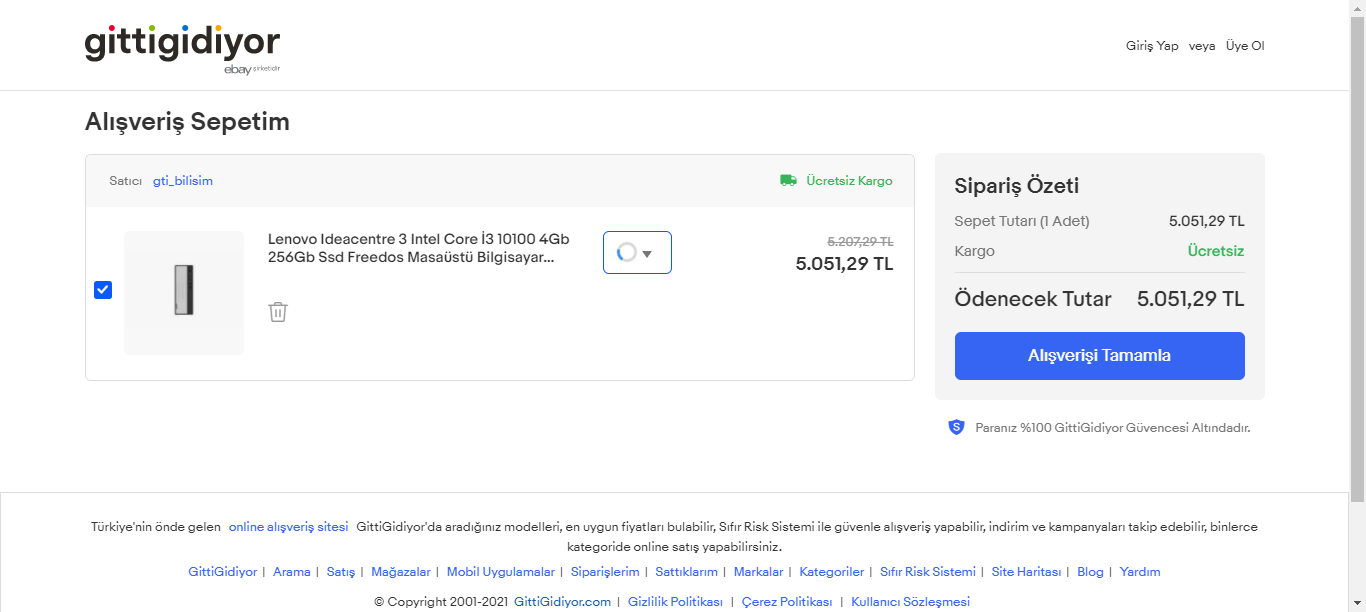 gittigidiyor
ebay şirketidir
Giriş Yap veya Üye Ol
Alışveriş Sepetim
Satıcı gti_bilisim
Ücretsiz Kargo
Lenovo Ideacentre 3 Intel Core İ3 10100 4Gb
256Gb Ssd Freedos Masaüstü Bilgisayar...
5.207,29 TL
5.051,29 TL
Sipariş Özeti
Sepet Tutarı (1 Adet) 5.051,29 TL
Kargo Ücretsiz
Ödenecek Tutar 5.051,29 TL
Alışverişi Tamamla
Paranız %100 GittiGidiyor Güvencesi Altındadır.
Türkiye'nin önde gelen online alışveriş sitesi GittiGidiyor'da aradığınız modelleri, en uygun fiyatları bulabilir, Sıfır Risk Sistemi ile güvenle alışveriş yapabilir, indirim ve kampanyaları takip edebilir, binlerce
kategoride online satış yapabilirsiniz.
GittiGidiyor | Arama | Satış | Mağazalar | Mobil Uygulamalar | Siparişlerim | Sattıklarım | Markalar | Kategoriler | Sıfır Risk Sistemi | Site Haritası | Blog | Yardım
© Copyright 2001-2021 GittiGidiyor.com | Gizlilik Politikası | Çerez Politikası | Kullanıcı Sözleşmesi